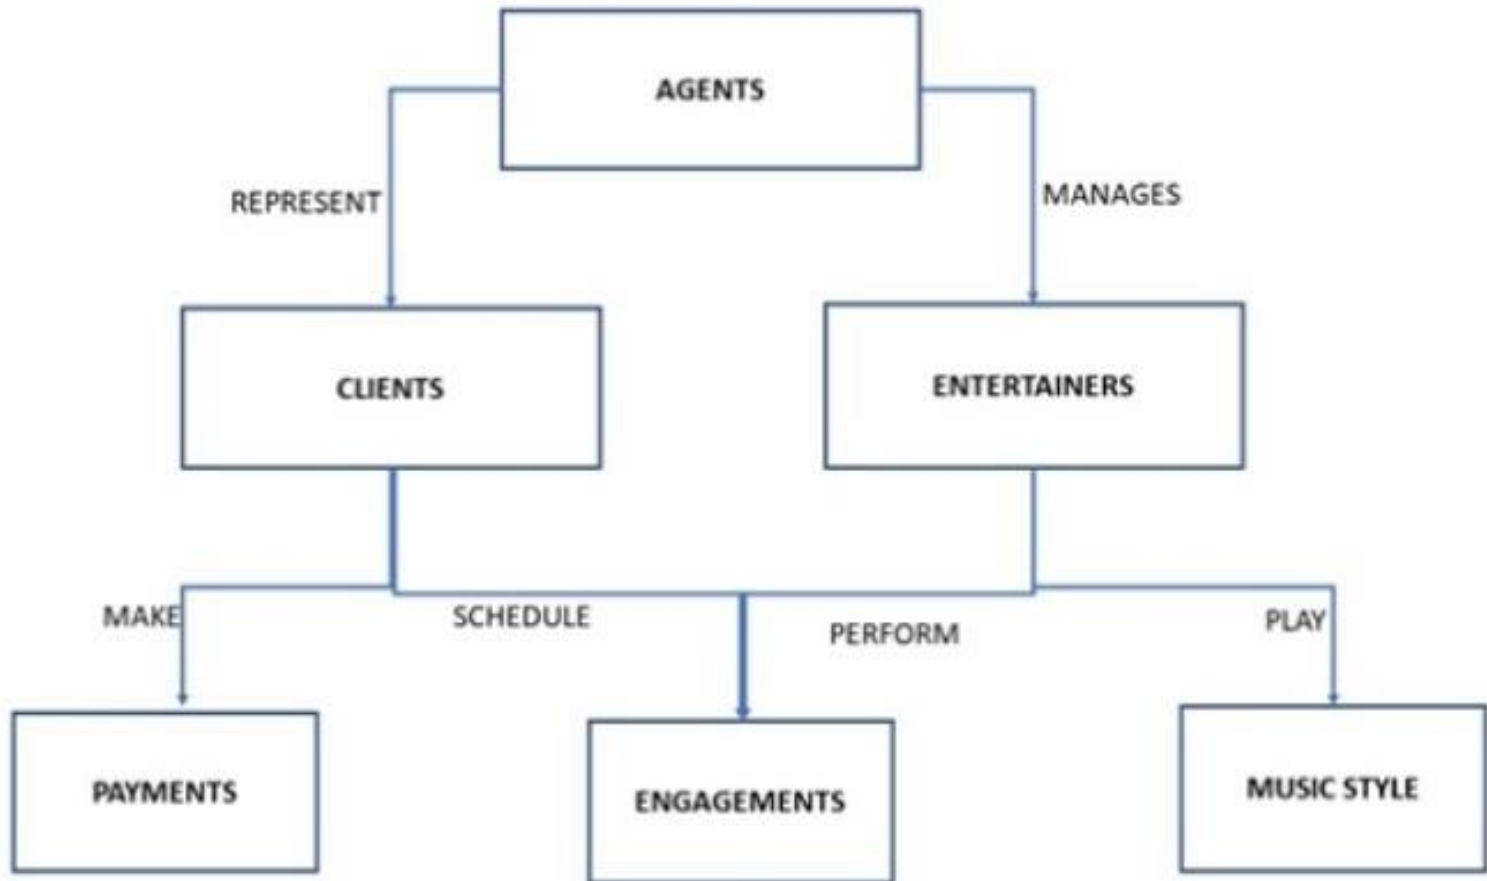 AGENTS
REPRESENT
MANAGES
CLIENTS
ENTERTAINERS
MAKE
SCHEDULE
PERFORM
PLAY
PAYMENTS
ENGAGEMENTS
MUSIC STYLE